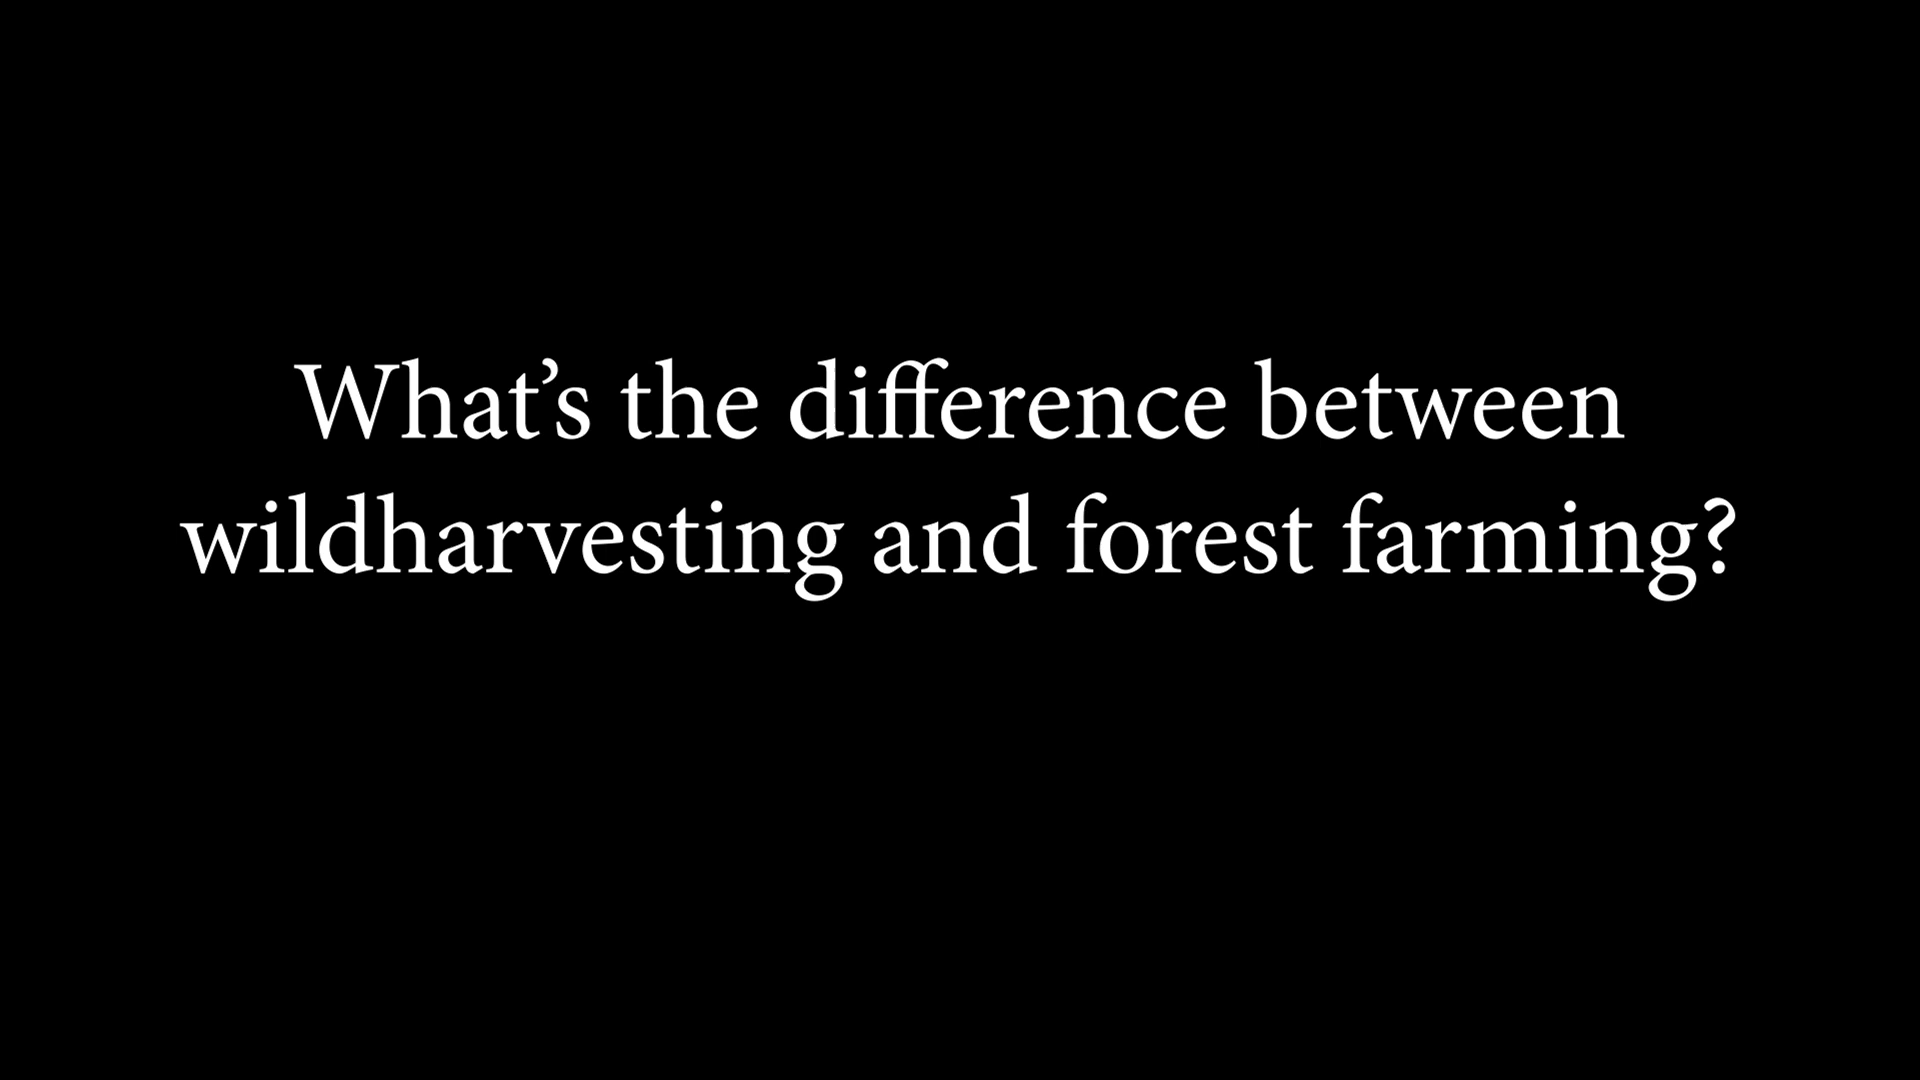 What’s the difference between
wildharvesting and forest farming?